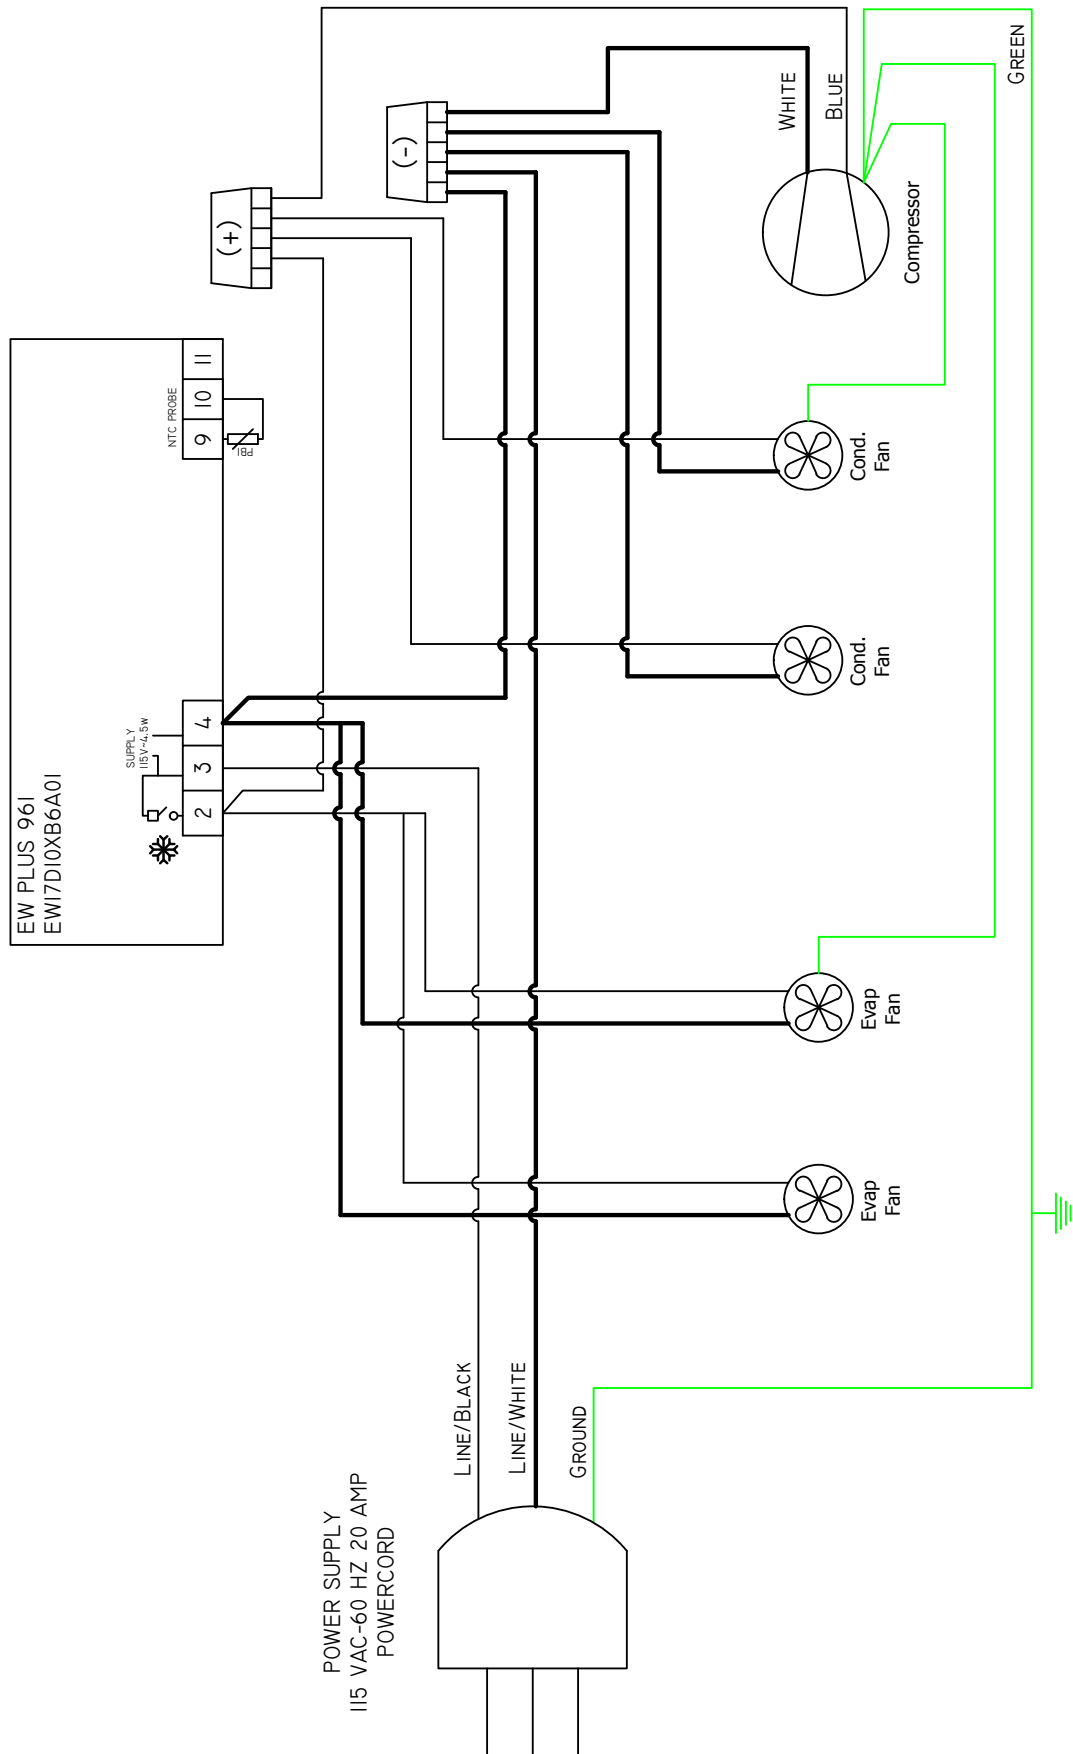 EW PLUS 961
EW17DI0XB6A01
SUPPLY
115V~4.5W
2
3
4
NTC PROBE
9
10
11
PB1
(+)
(-)
WHITE
BLUE
GREEN
Compressor
Cond.
Fan
Cond.
Fan
Evap
Fan
Evap
Fan
LINE/BLACK
LINE/WHITE
GROUND
POWER SUPPLY
115 VAC-60 HZ 20 AMP
POWERCORD